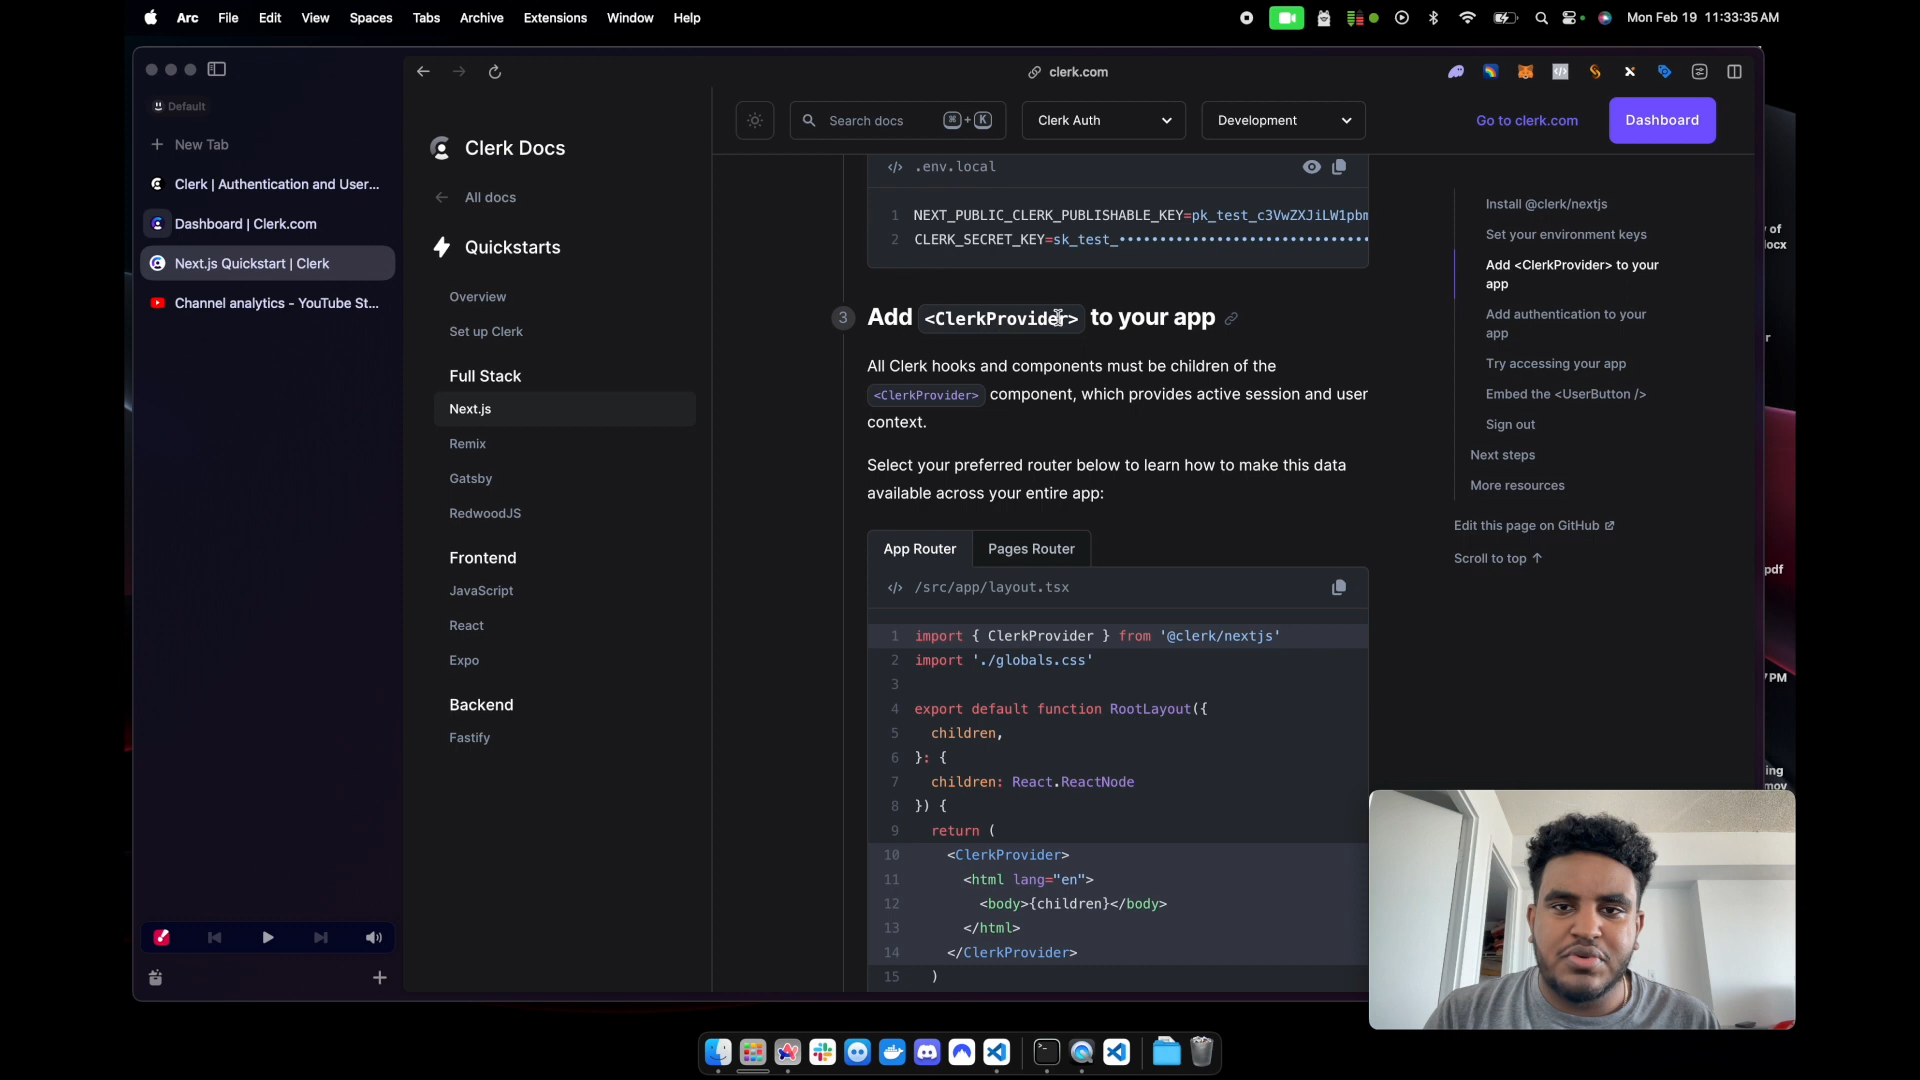 Arc File Edit View Spaces Tabs Archive Extensions Window Help
Mon Feb 19 11:33:35 AM
clerk.com
Default
New Tab
Clerk | Authentication and User...
Dashboard | Clerk.com
Next.js Quickstart | Clerk
Channel analytics - YouTube St...
Clerk Docs
All docs
Quickstarts
Overview
Set up Clerk
Full Stack
Next.js
Remix
Gatsby
RedwoodJS
Frontend
JavaScript
React
Expo
Backend
Fastify
Search docs ⌘+K
Clerk Auth
Development
Go to clerk.com
Dashboard
.env.local
1 NEXT_PUBLIC_CLERK_PUBLISHABLE_KEY=pk_test_c3VwZXJiLW1pbm
2 CLERK_SECRET_KEY=sk_test_••••••••••••••••••••••••••••••
3 Add <ClerkProvider> to your app
All Clerk hooks and components must be children of the
<ClerkProvider> component, which provides active session and user
context.
Select your preferred router below to learn how to make this data
available across your entire app:
App Router Pages Router
/src/app/layout.tsx
1 import { ClerkProvider } from '@clerk/nextjs'
2 import './globals.css'
3
4 export default function RootLayout({
5 children,
6 }: {
7 children: React.ReactNode
8 }) {
9 return (
10 <ClerkProvider>
11 <html lang="en">
12 <body>{children}</body>
13 </html>
14 </ClerkProvider>
15 )
Install @clerk/nextjs
Set your environment keys
Add <ClerkProvider> to your
app
Add authentication to your
app
Try accessing your app
Embed the <UserButton />
Sign out
Next steps
More resources
Edit this page on GitHub
Scroll to top ↑
of
ocx
r
pdf
PM
ing
mov